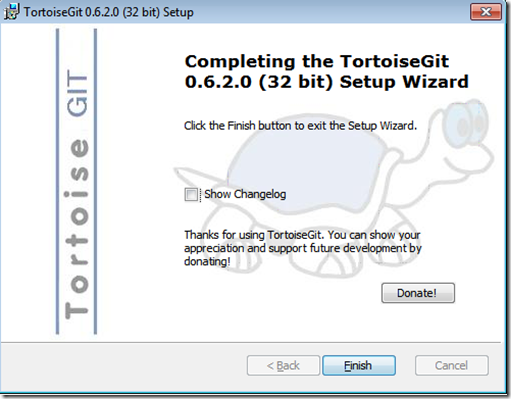 TortoiseGit 0.6.2.0 (32 bit) Setup
Completing the TortoiseGit
0.6.2.0 (32 bit) Setup Wizard
Click the Finish button to exit the Setup Wizard.
Show Changelog
Thanks for using TortoiseGit. You can show your
appreciation and support future development by
donating!
Donate!
Tortoise GIT
< Back
Finish
Cancel